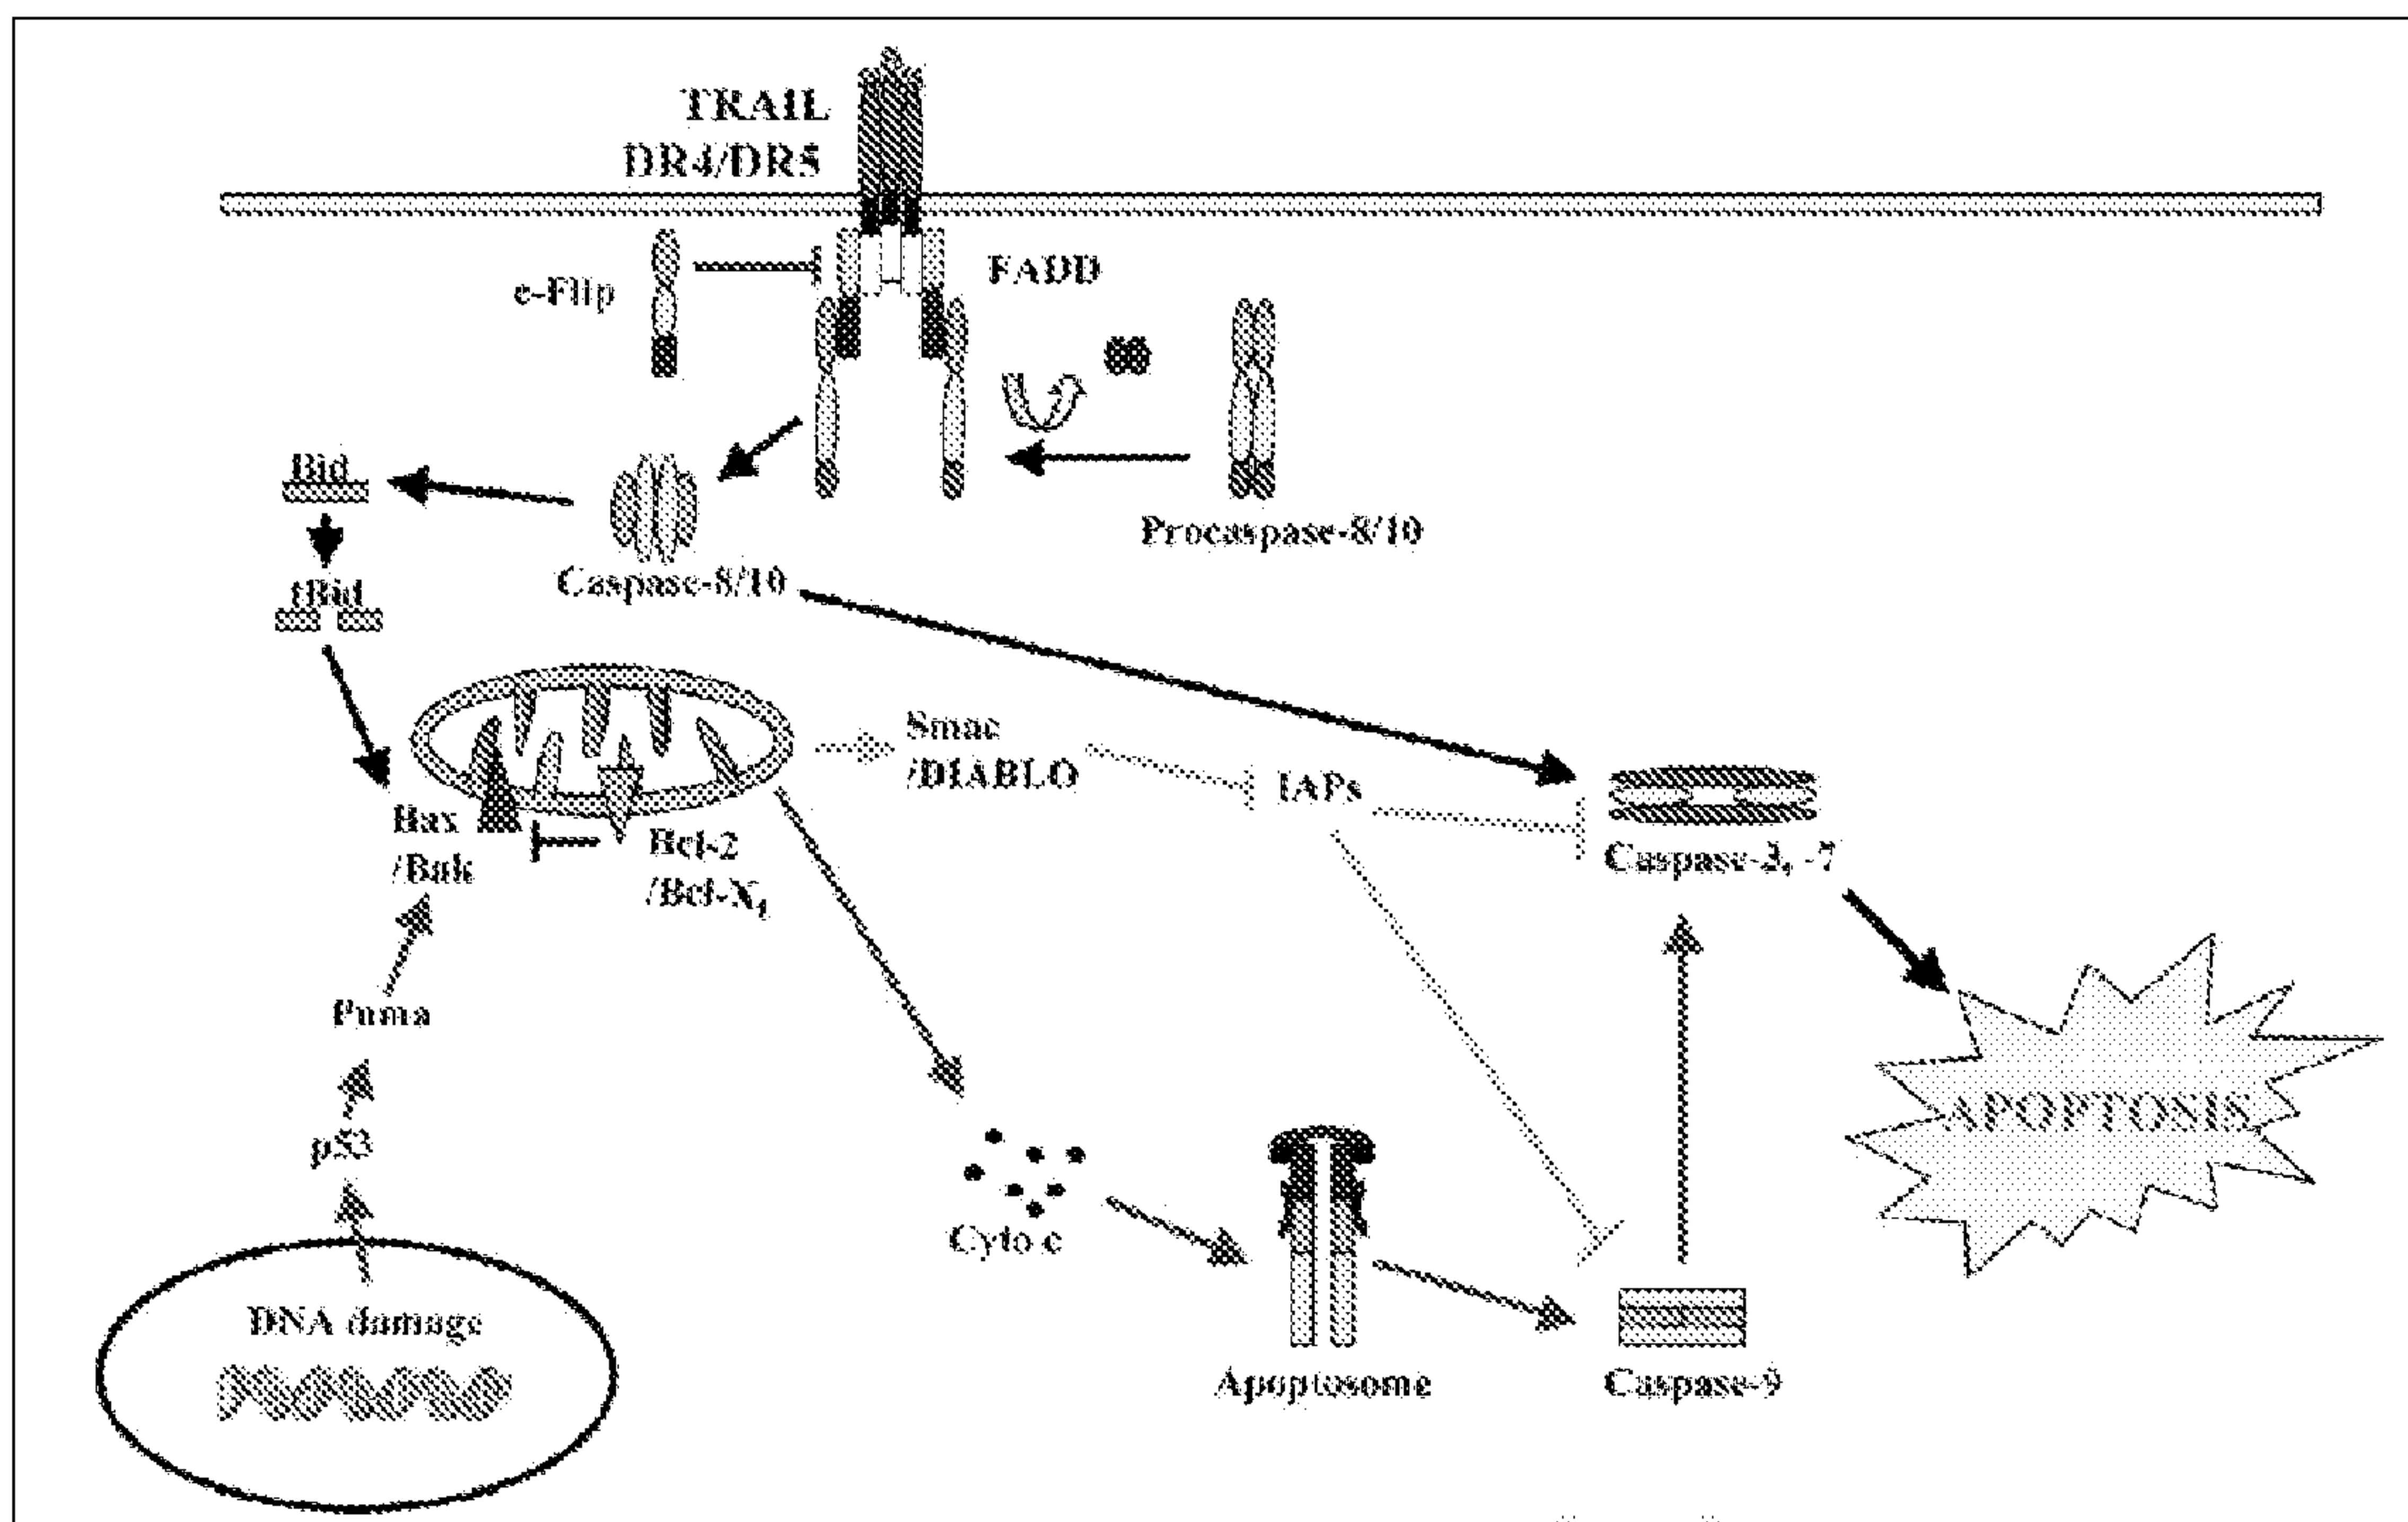 TRAIL
DR4/DR5
c-Flip
FADD
Bid
Procaspase-8/10
tBid
Caspase-8/10
Smac
/DIABLO
IAPs
Bax
/Bak
Bcl-2
/Bcl-XL
Caspase-3, -7
Puma
p53
APOPTOSIS
Cyto c
DNA damage
Apoptosome
Caspase-9